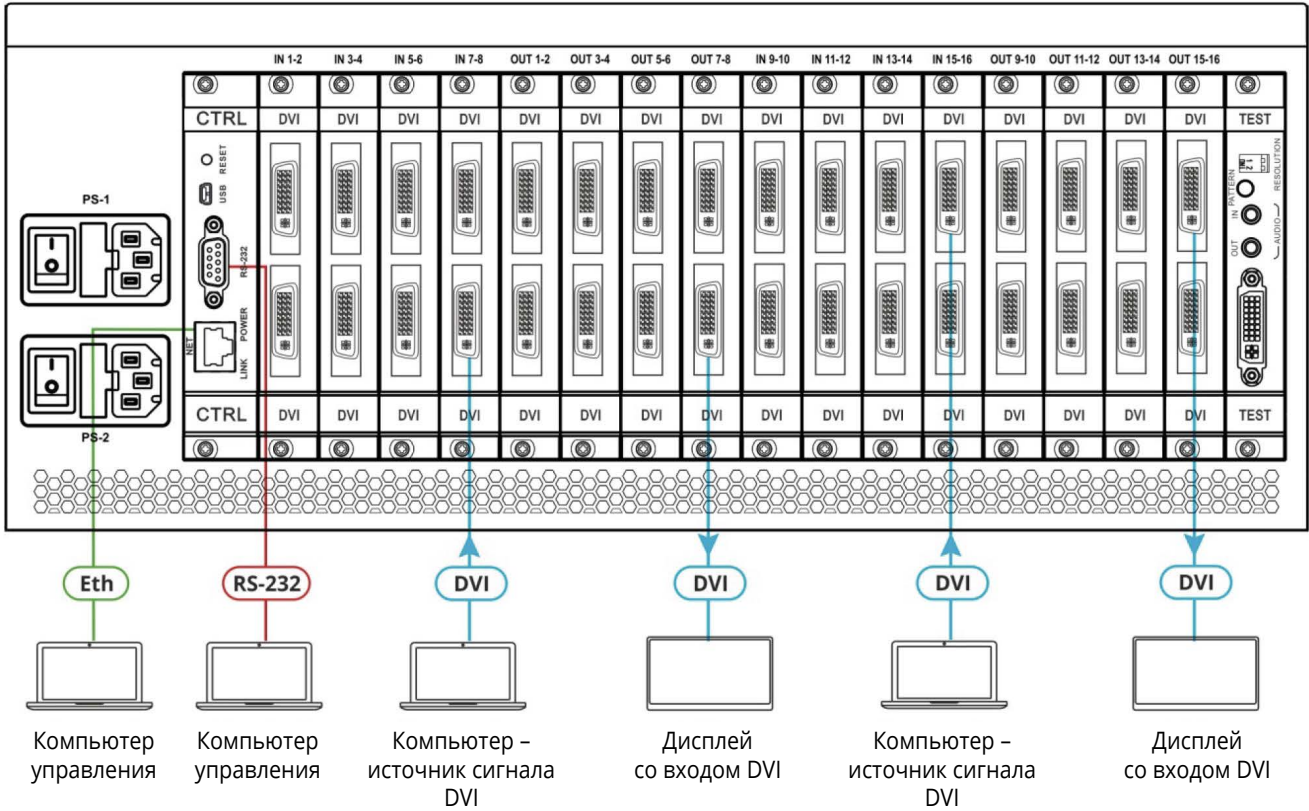 IN 1-2 IN 3-4 IN 5-6 IN 7-8 OUT 1-2 OUT 3-4 OUT 5-6 OUT 7-8 IN 9-10 IN 11-12 IN 13-14 IN 15-16 OUT 9-10 OUT 11-12 OUT 13-14 OUT 15-16
CTRL DVI DVI DVI DVI DVI DVI DVI DVI DVI DVI DVI DVI DVI DVI DVI DVI TEST
RESET
USB
RS-232
POWER
NET
LINK
1 2
PATTERN
RESOLUTION
IN
OUT
AUDIO
PS-1
PS-2
CTRL DVI DVI DVI DVI DVI DVI DVI DVI DVI DVI DVI DVI DVI DVI DVI DVI TEST
Eth RS-232 DVI DVI DVI DVI
Компьютер Компьютер Компьютер – Дисплей Компьютер – Дисплей
управления управления источник сигнала со входом DVI источник сигнала со входом DVI
DVI DVI